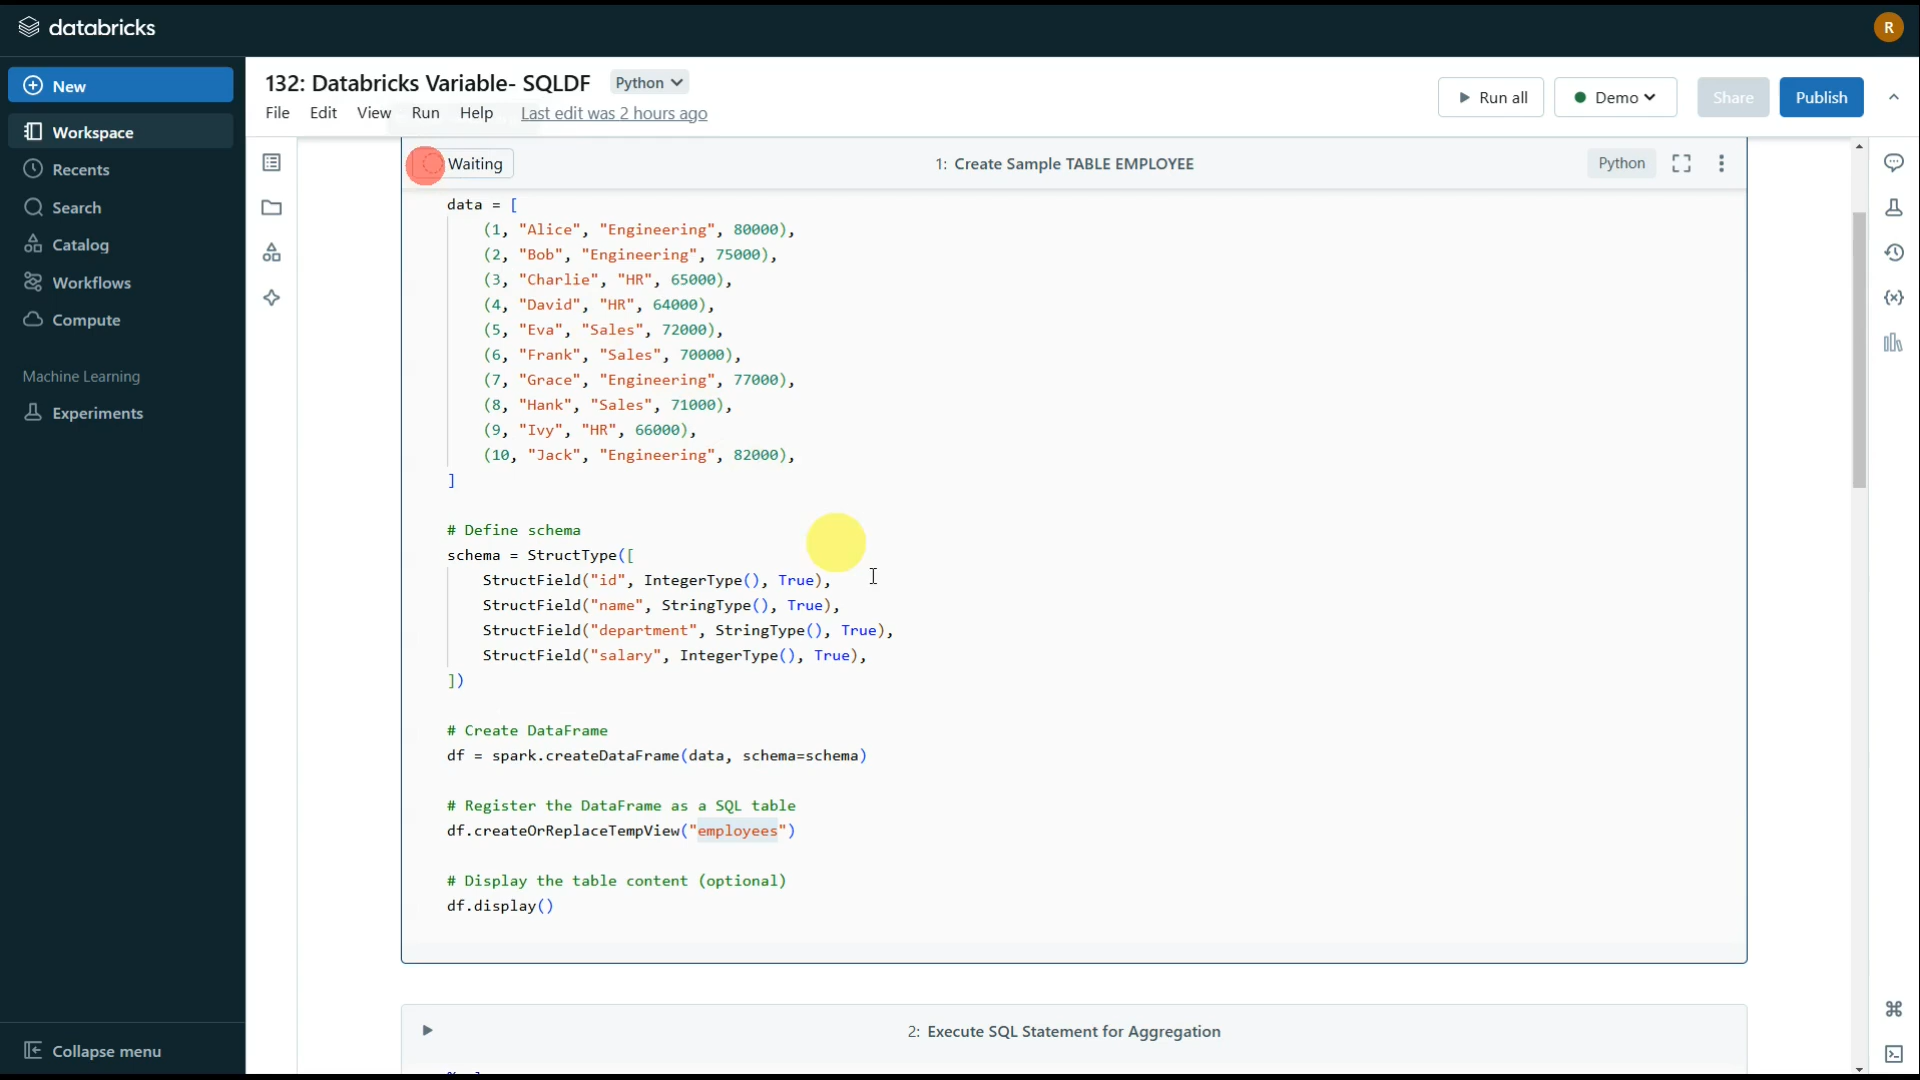 databricks
R
New
Workspace
Recents
Search
Catalog
Workflows
Compute
Machine Learning
Experiments
Collapse menu
132: Databricks Variable- SQLDF Python
File Edit View Run Help Last edit was 2 hours ago
Run all Demo Share Publish
Waiting 1: Create Sample TABLE EMPLOYEE Python
data = [
(1, "Alice", "Engineering", 80000),
(2, "Bob", "Engineering", 75000),
(3, "Charlie", "HR", 65000),
(4, "David", "HR", 64000),
(5, "Eva", "Sales", 72000),
(6, "Frank", "Sales", 70000),
(7, "Grace", "Engineering", 77000),
(8, "Hank", "Sales", 71000),
(9, "Ivy", "HR", 66000),
(10, "Jack", "Engineering", 82000),
]
# Define schema
schema = StructType([
StructField("id", IntegerType(), True),
StructField("name", StringType(), True),
StructField("department", StringType(), True),
StructField("salary", IntegerType(), True),
])
# Create DataFrame
df = spark.createDataFrame(data, schema=schema)
# Register the DataFrame as a SQL table
df.createOrReplaceTempView("employees")
# Display the table content (optional)
df.display()
2: Execute SQL Statement for Aggregation